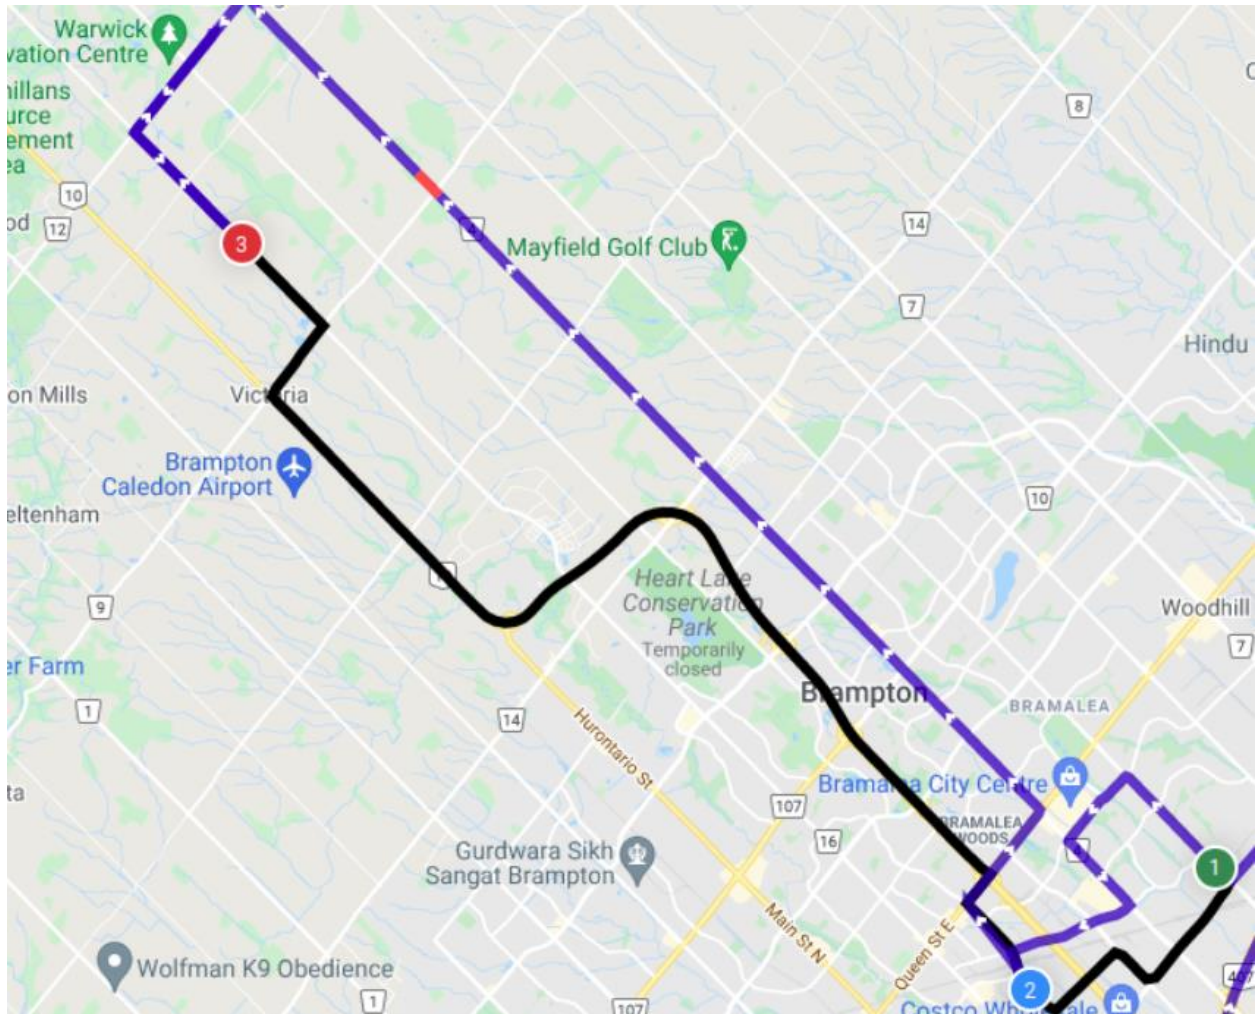 Warwick
vation Centre
nillans
urce
ement
ea
8
10
od
12
14
3
Mayfield Golf Club
7
Hindu
on Mills
Victoria
Brampton
Caledon Airport
10
eltenham
Heart Lake
Conservation
Park
Temporarily
closed
9
Woodhill
7
er Farm
Brampton
BRAMALEA
1
14
Hurontario St
Bramalea City Centre
ta
107
BRAMALEA
WOODS
16
Gurdwara Sikh
Sangat Brampton
1
Main St N
Queen St E
Wolfman K9 Obedience
407
2
1
107
Costco Wholesale